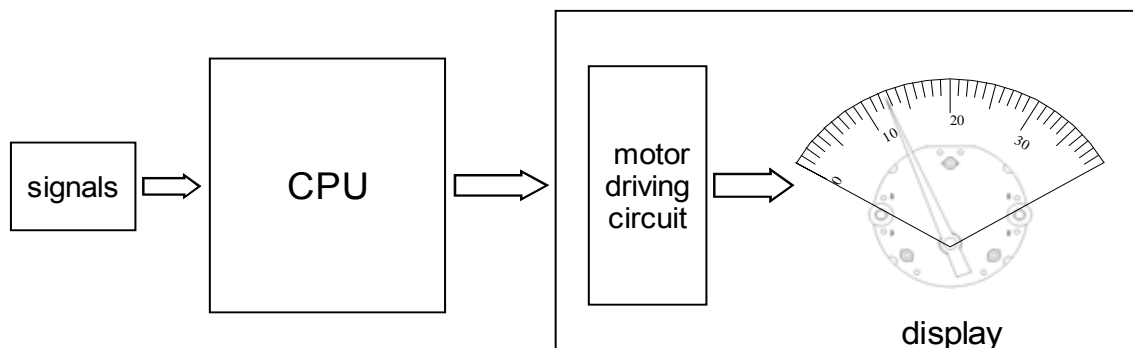 signals
CPU
motor
driving
circuit
0
10
20
30
display